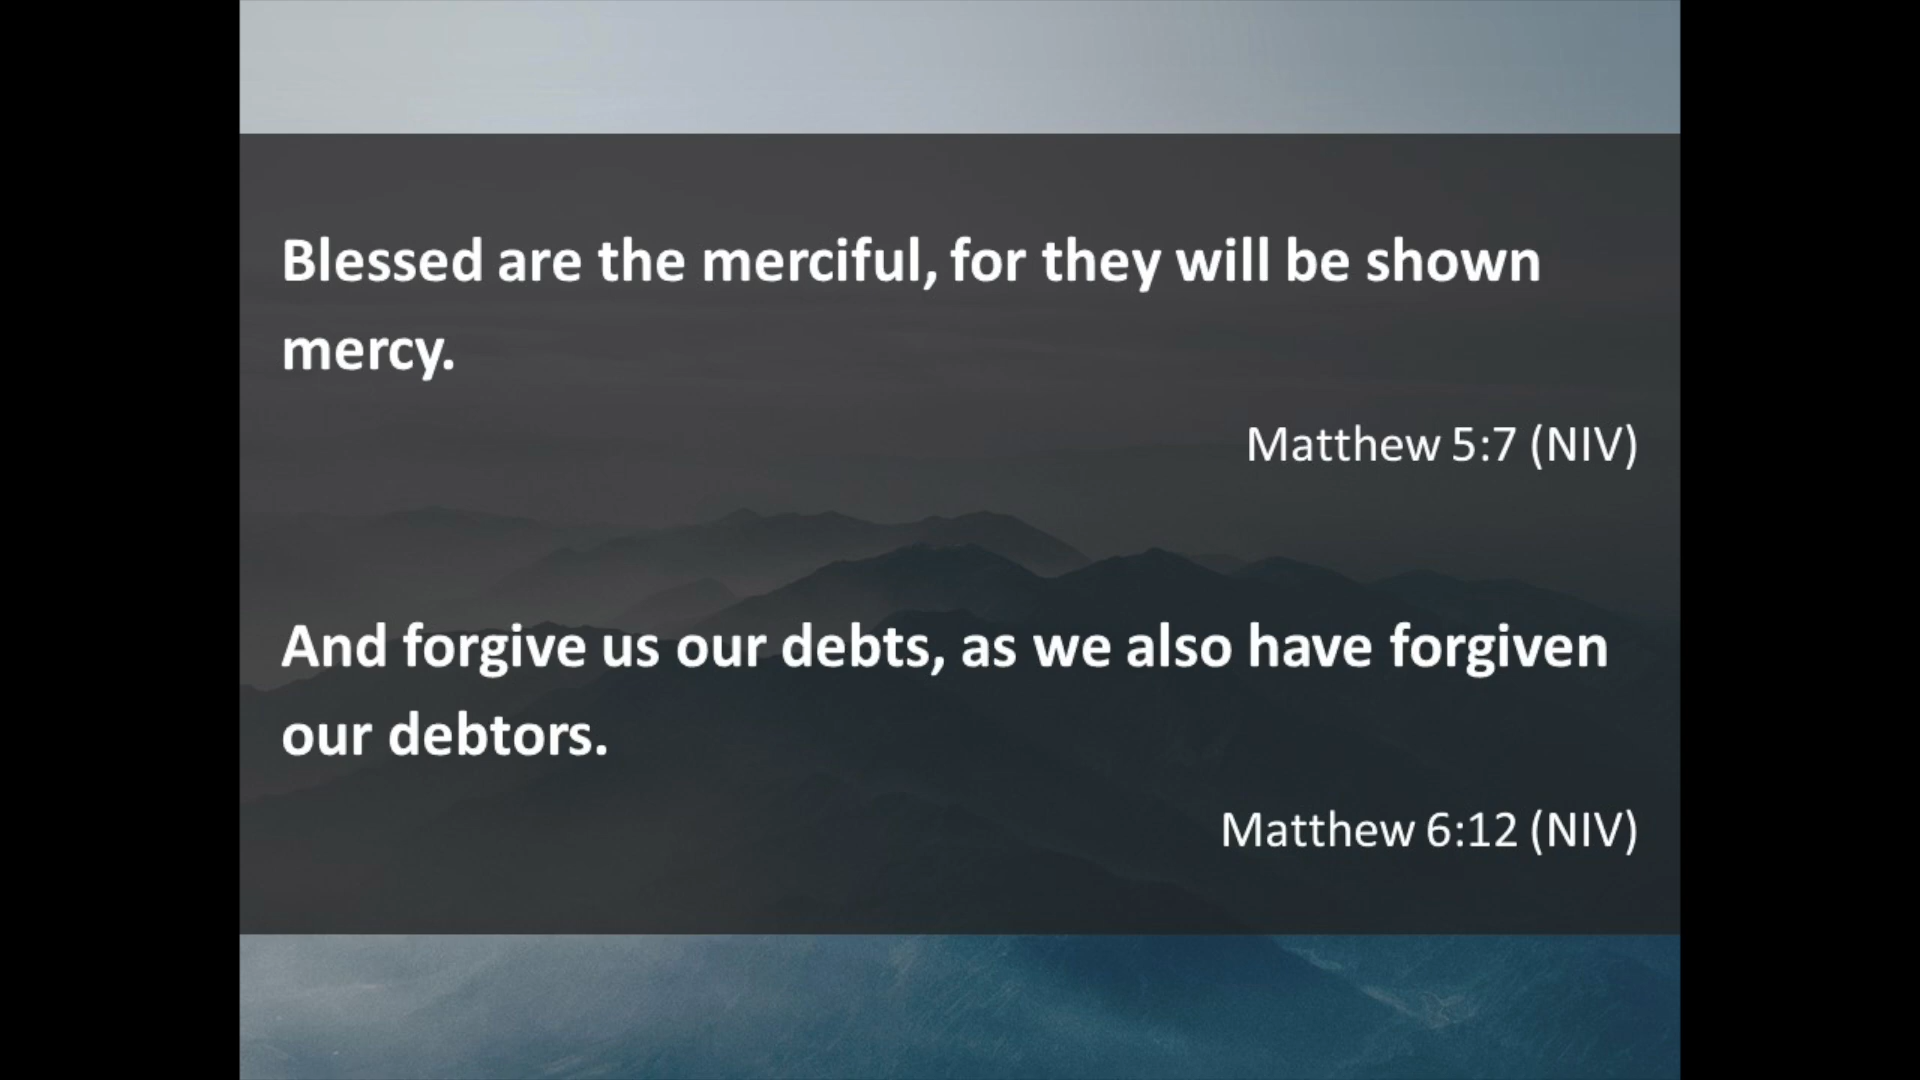 Blessed are the merciful, for they will be shown
mercy.
Matthew 5:7 (NIV)
And forgive us our debts, as we also have forgiven
our debtors.
Matthew 6:12 (NIV)